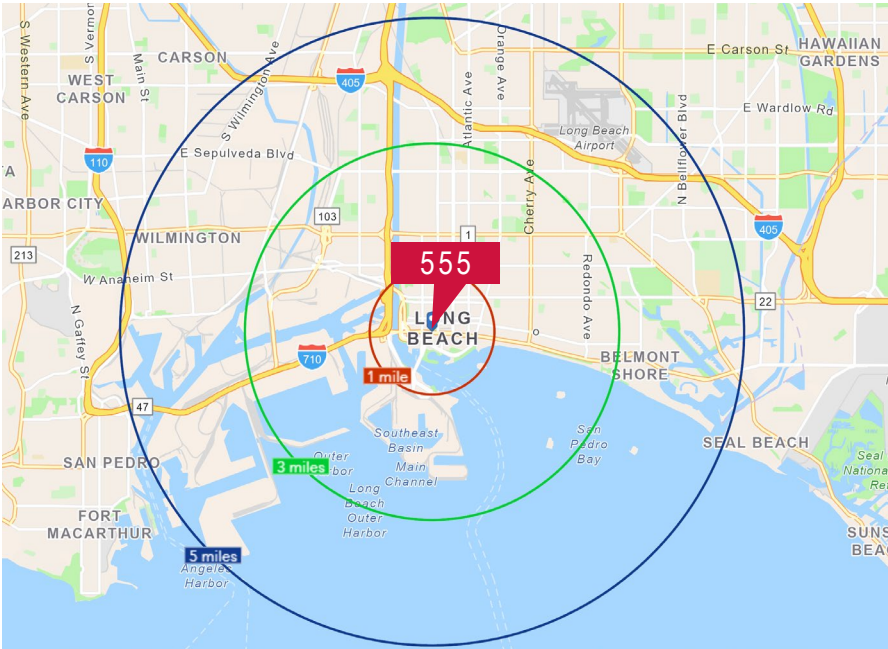 S Western Ave
S Vermon
CARSON
Main St
S Wilmington Ave
405
Orange Ave
E Carson St
HAWAIIAN
GARDENS
WEST
CARSON
Atlantic Ave
Long Beach
Airport
N Bellflower Blvd
E Wardlow Rd
110
E Sepulveda Blvd
Cherry Ave
TA
ARBOR CITY
103
WILMINGTON
1
405
213
W Anaheim St
555
Redondo Ave
22
N Gaffey St
LONG
BEACH
710
BELMONT
SHORE
1 mile
47
Southeast
Basin
San
Pedro
Bay
SEAL BEACH
SAN PEDRO
Outer
rbor
3 miles
Main
Channel
Seal
Nationa
Ref
Long
Beach
Outer
Harbor
FORT
MACARTHUR
SUNS
BEAC
5 miles
Angeles
Harbor